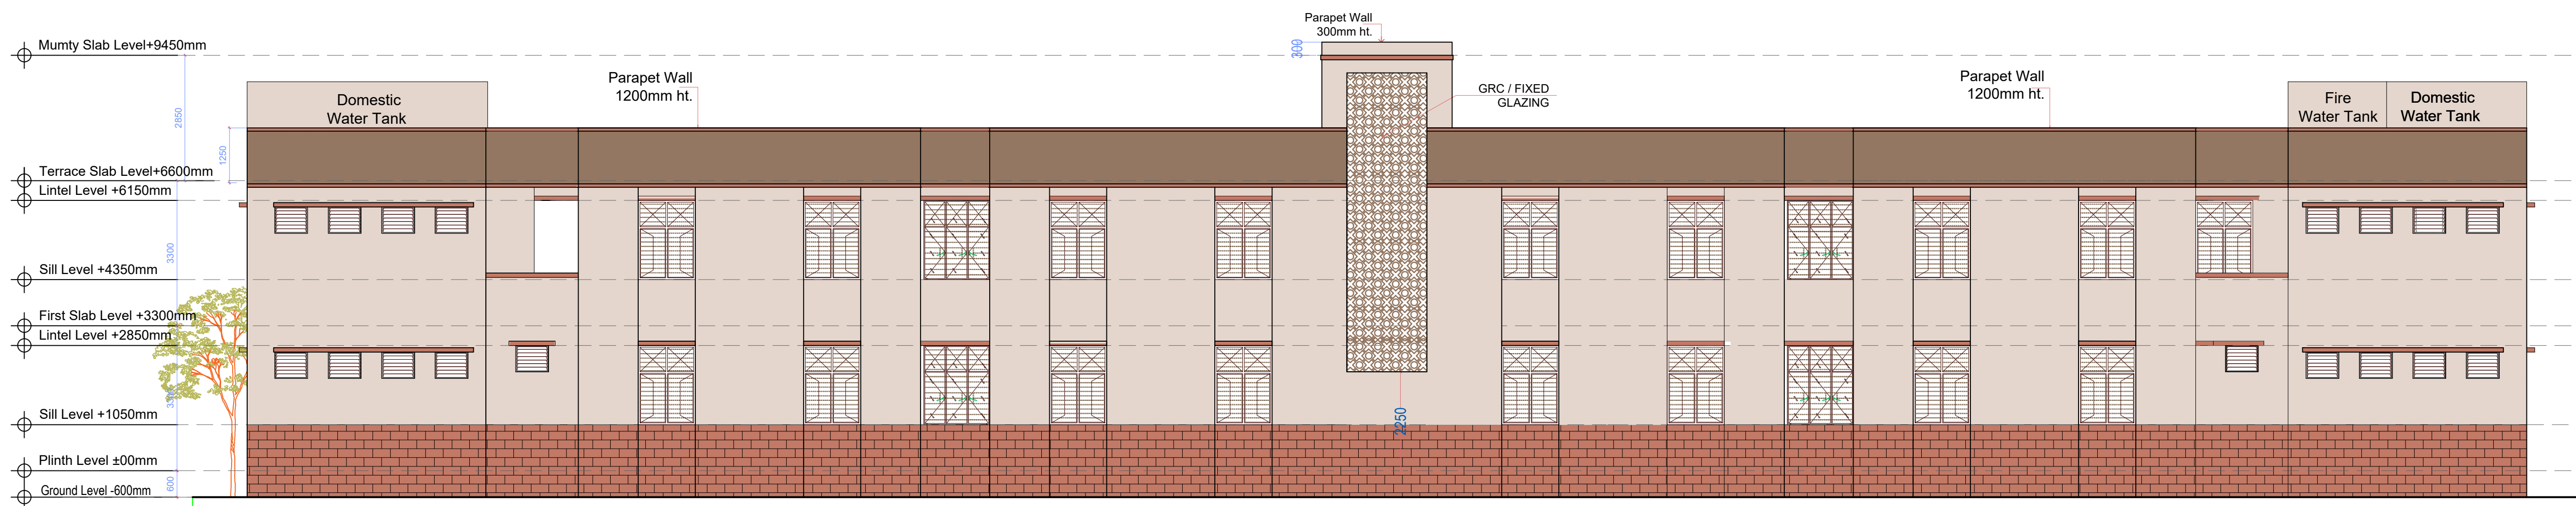 Mumty Slab Level+9450mm
Parapet Wall
300mm ht.
300
Domestic
Water Tank
Parapet Wall
1200mm ht.
GRC / FIXED
GLAZING
Parapet Wall
1200mm ht.
Fire
Water Tank
Domestic
Water Tank
2850
1250
Terrace Slab Level+6600mm
Lintel Level +6150mm
3300
Sill Level +4350mm
First Slab Level +3300mm
Lintel Level +2850mm
Sill Level +1050mm
2250
Plinth Level ±00mm
600
Ground Level -600mm